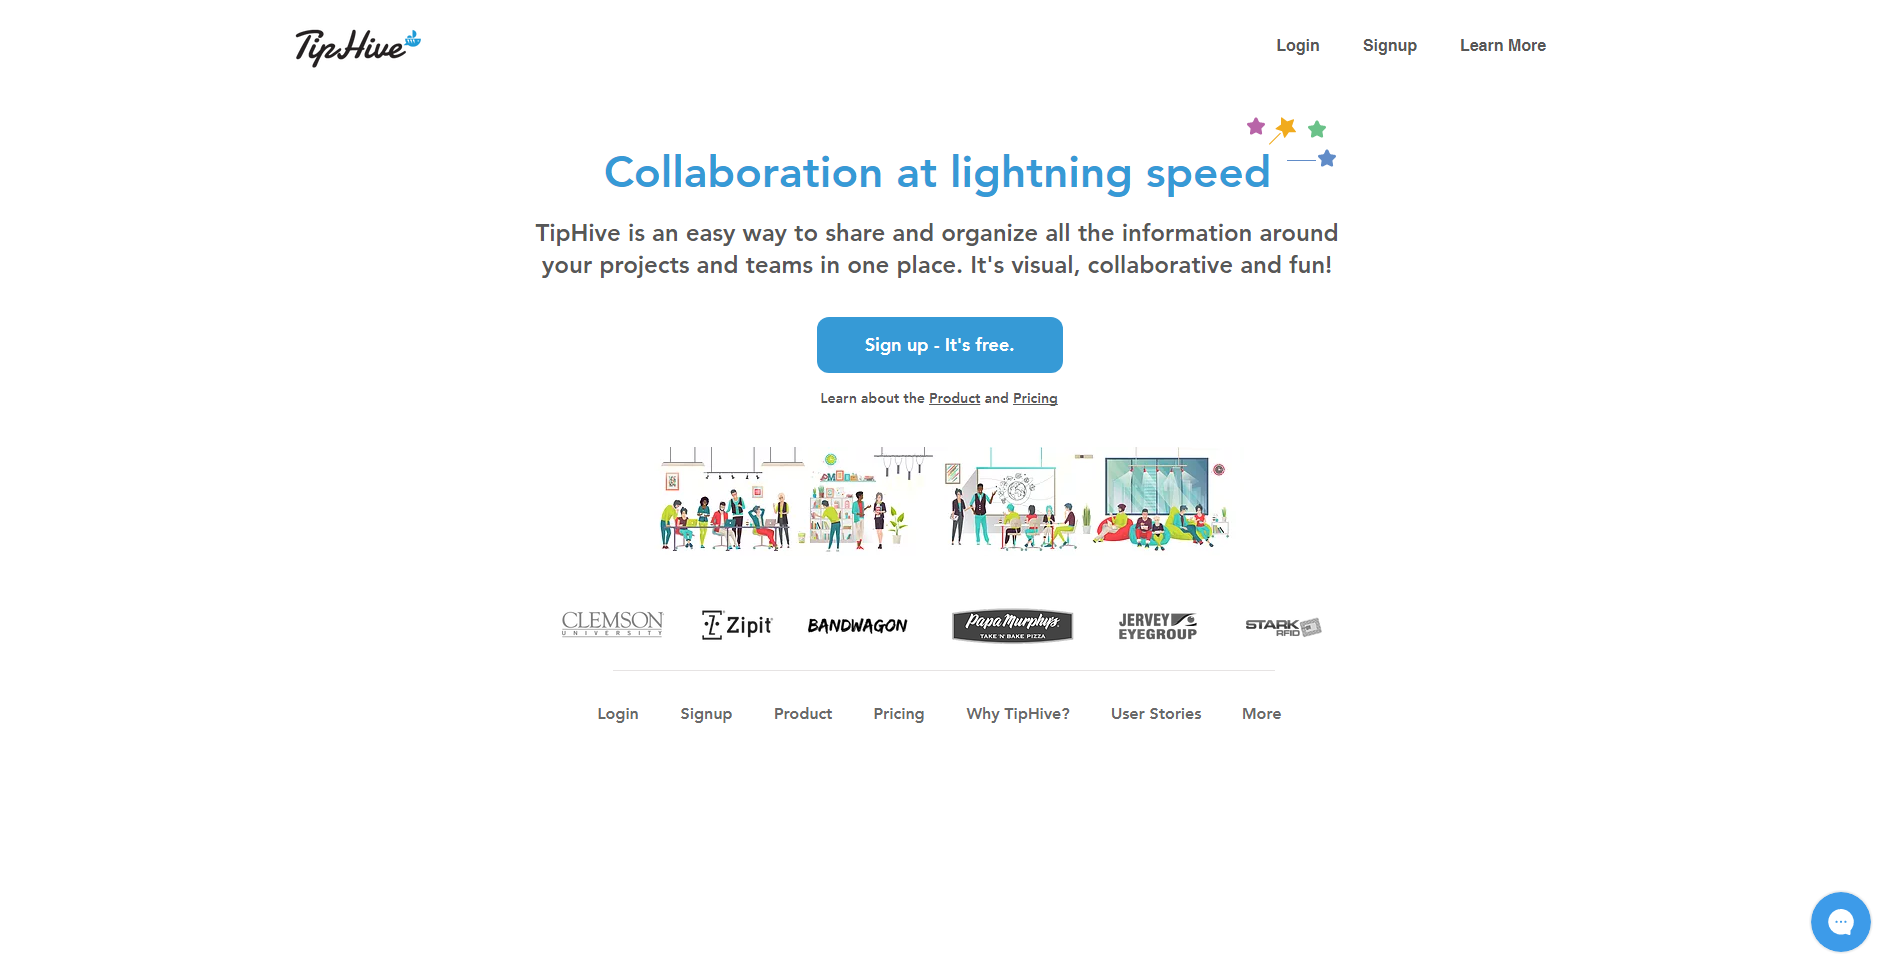 TipHive
Login Signup Learn More
Collaboration at lightning speed
TipHive is an easy way to share and organize all the information around
your projects and teams in one place. It's visual, collaborative and fun!
Sign up - It's free.
Learn about the Product and Pricing
CLEMSON
UNIVERSITY
Zipit
BANDWAGON
Papa Murphy's
TAKE 'N' BAKE PIZZA
JERVEY
EYEGROUP
STARK
RFID
Login Signup Product Pricing Why TipHive? User Stories More